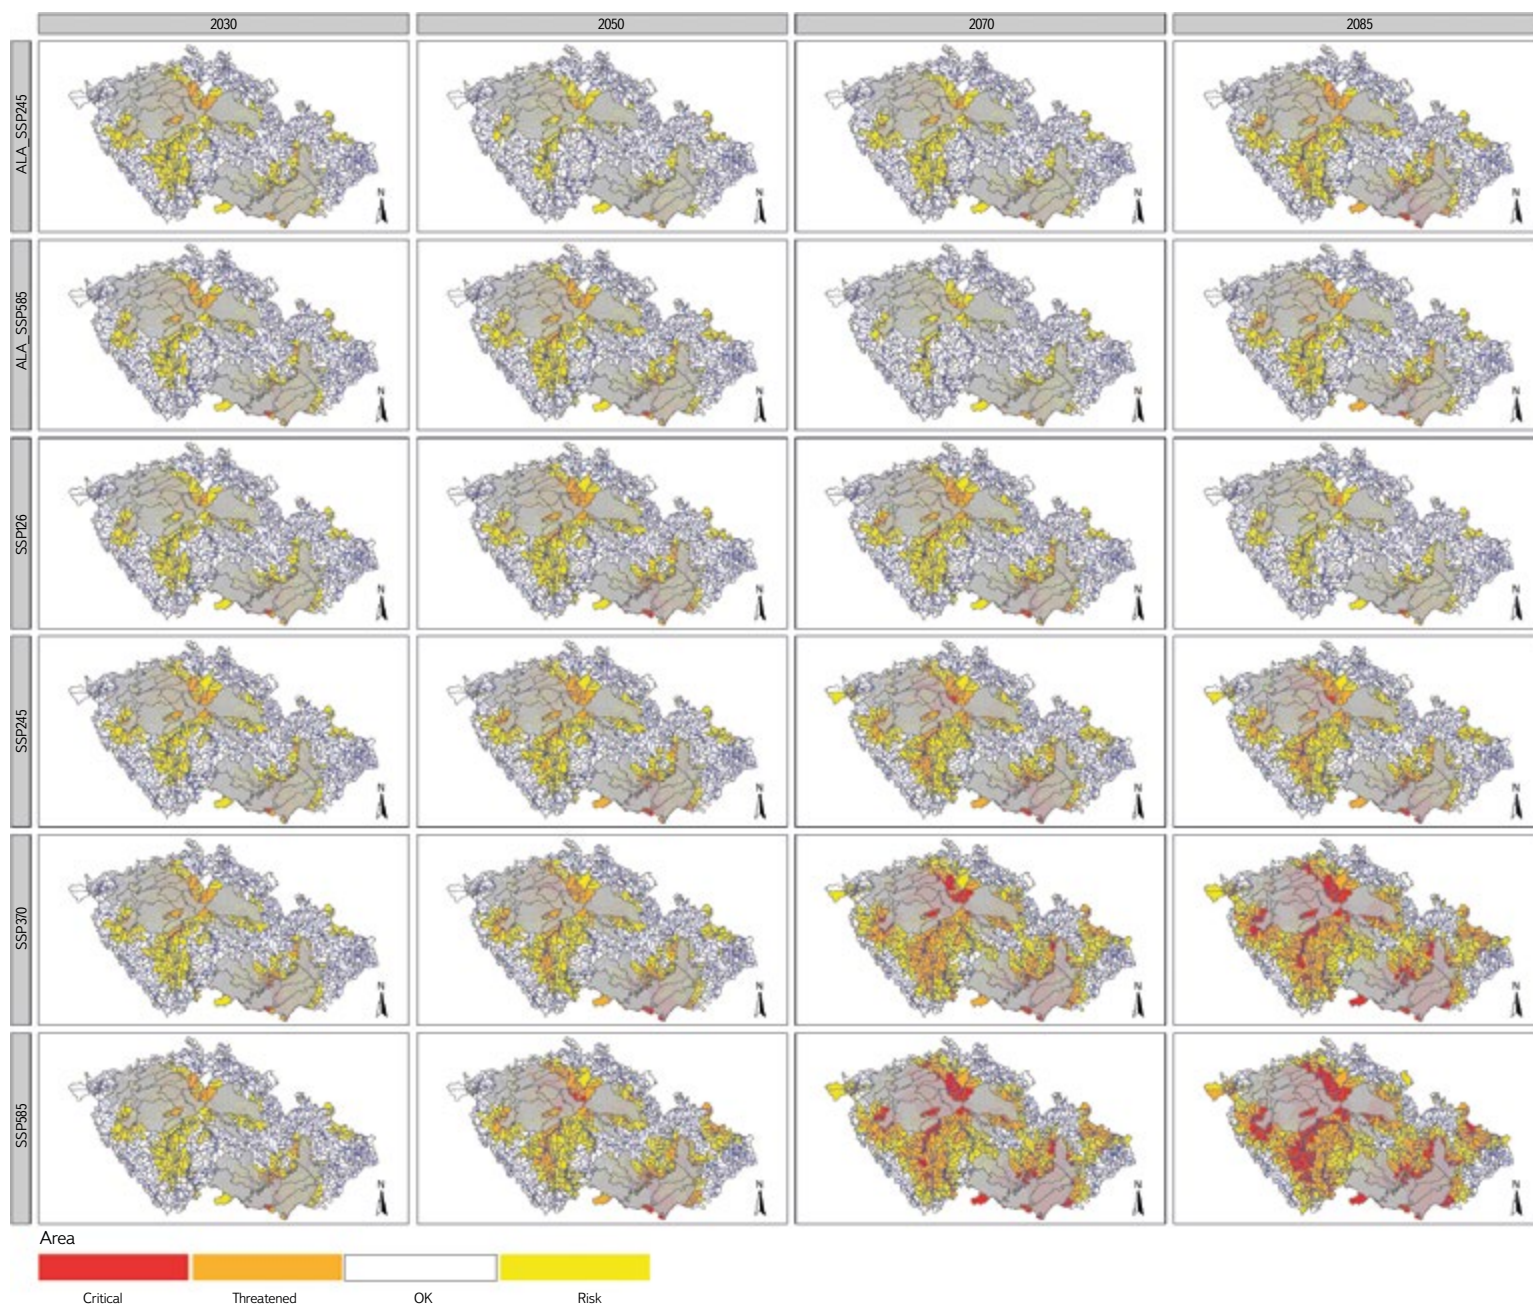 2030 2050 2070 2085
ALA_SSP245
N N N N
ALA_SSP585
N N N N
SSP126
N N N N
SSP245
N N N N
SSP370
N N N N
SSP585
N N N N
Area
Critical Threatened OK Risk